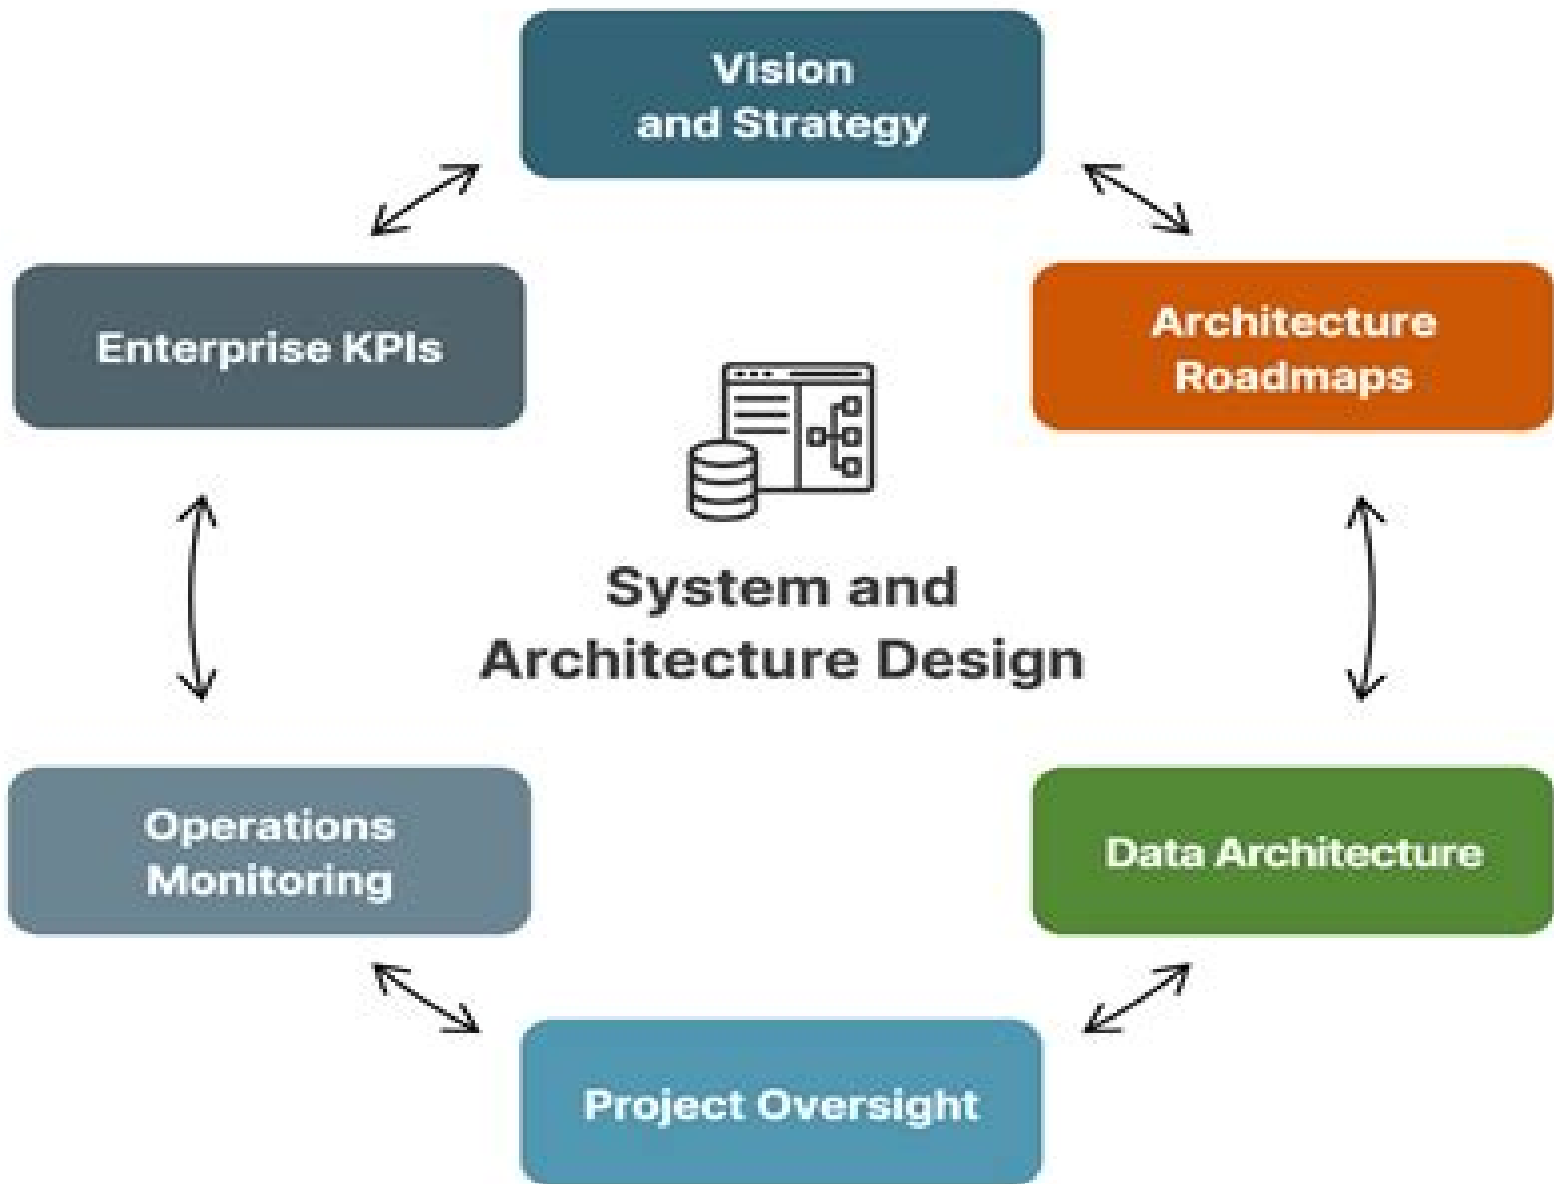 Vision
and Strategy
Enterprise KPIs
Architecture
Roadmaps
System and
Architecture Design
Operations
Monitoring
Data Architecture
Project Oversight